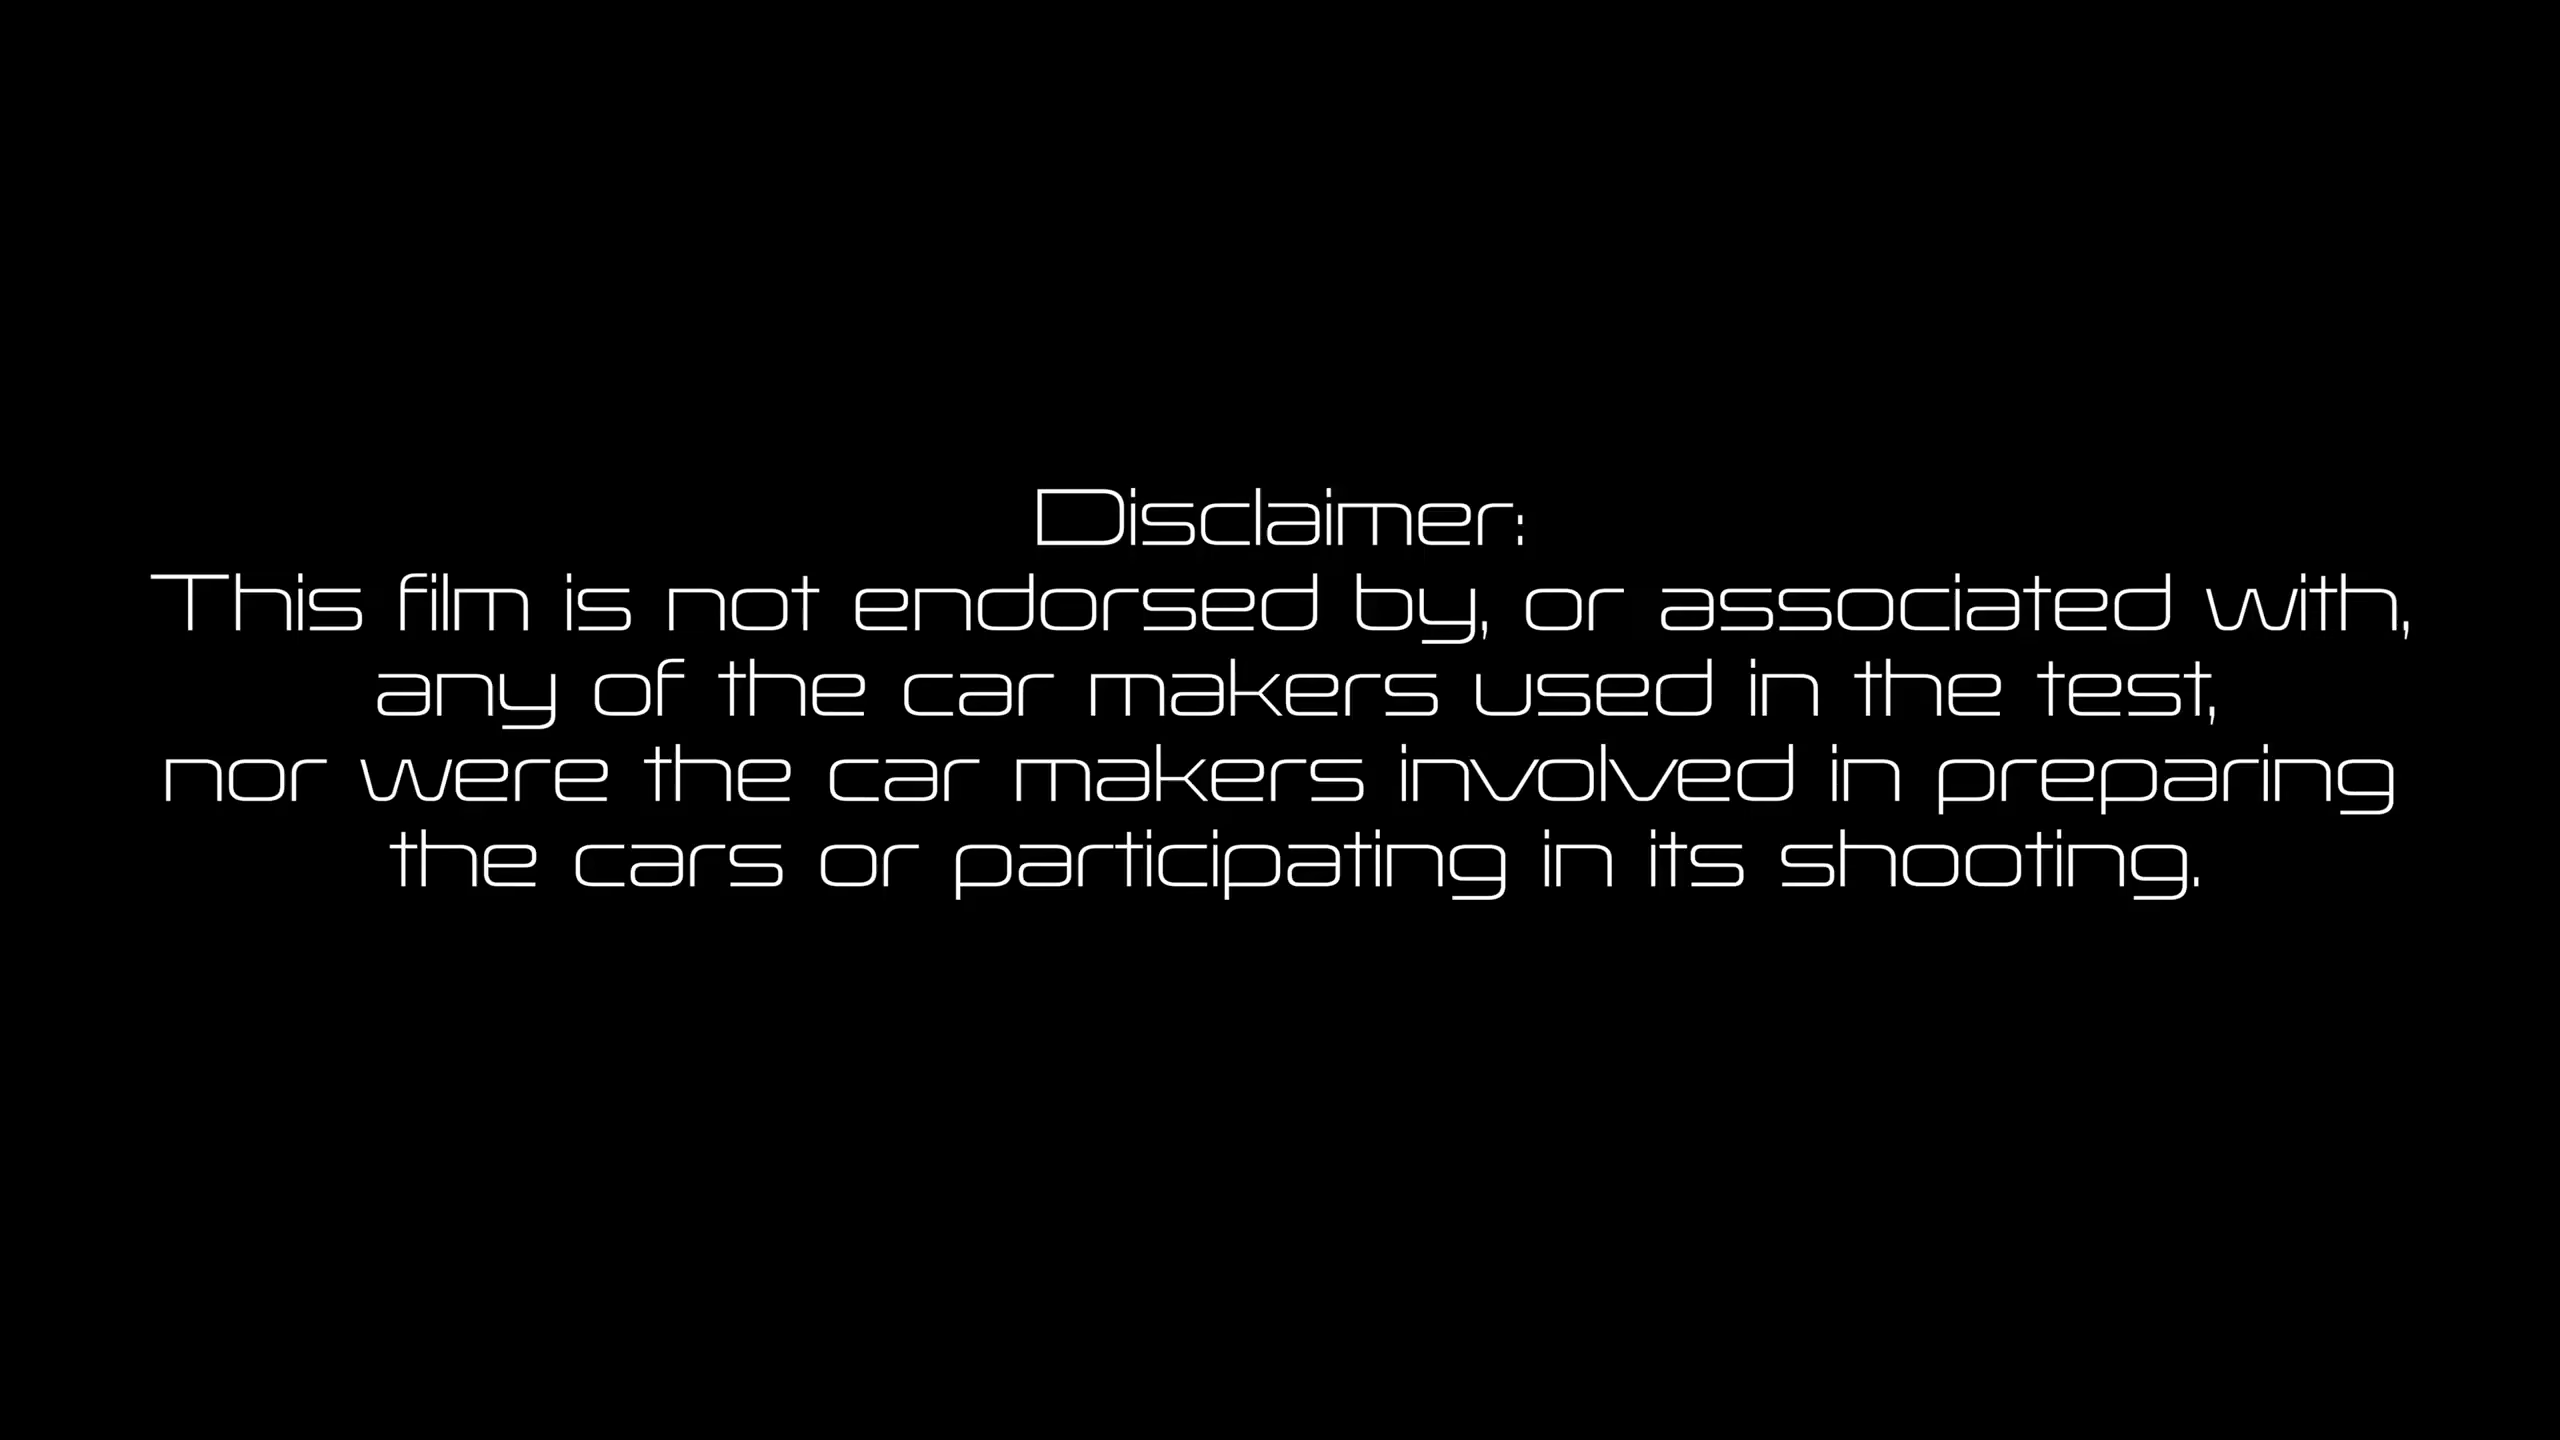 Disclaimer:
This film is not endorsed by, or associated with,
any of the car makers used in the test,
nor were the car makers involved in preparing
the cars or participating in its shooting.